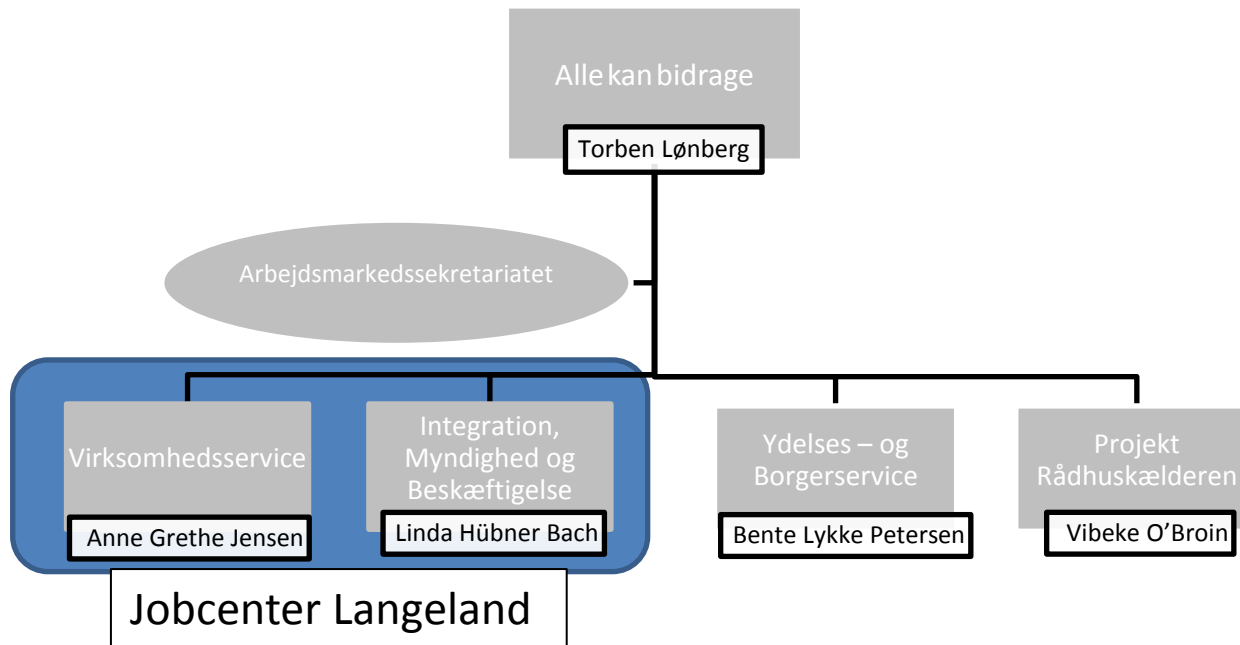 Alle kan bidrage
Torben Lønberg
Arbejdsmarkedssekretariatet
Virksomhedsservice
Anne Grethe Jensen
Integration,
Myndighed og
Beskæftigelse
Linda Hübner Bach
Ydelses – og
Borgerservice
Bente Lykke Petersen
Projekt
Rådhuskælderen
Vibeke O’Broin
Jobcenter Langeland